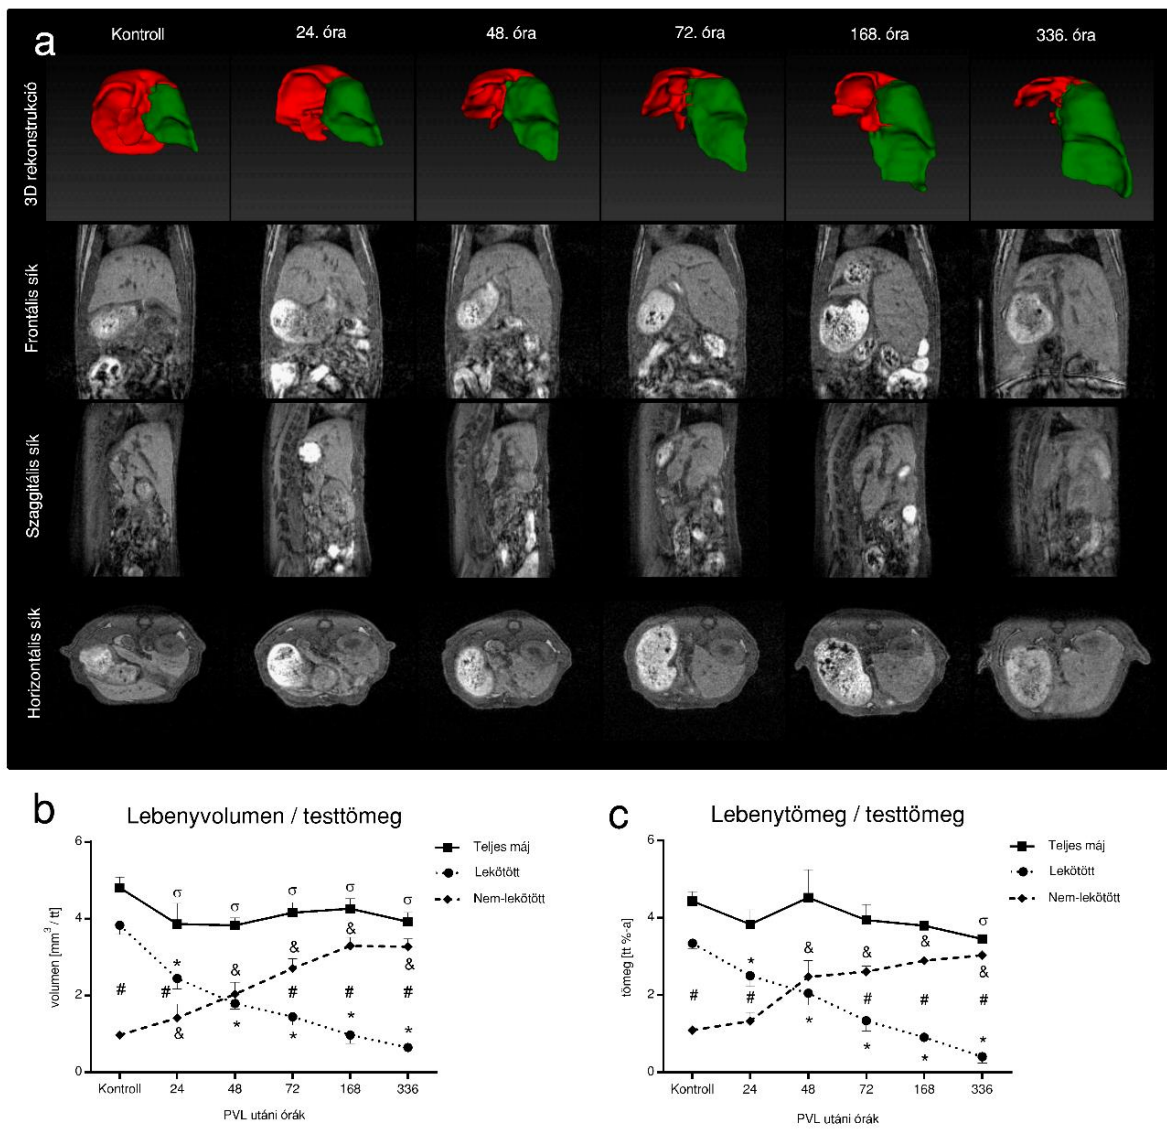 a
Kontroll
24. óra
48. óra
72. óra
168. óra
336. óra
3D rekonstrukció
Frontális sík
Szaggitális sík
Horizontális sík
b
Lebenyvolumen / testtömeg
6
4
2
0
volumen [mm³ / tt]
σ σ σ σ σ
* & & & &
# # # # #
& * * * *
Kontroll 24 48 72 168 336
PVL utáni órák
Teljes máj
Lekötött
Nem-lekötött
c
Lebenytömeg / testtömeg
6
4
2
0
tömeg [tt %-a]
σ
* & & & &
# # # # #
* * * *
Kontroll 24 48 72 168 336
PVL utáni órák
Teljes máj
Lekötött
Nem-lekötött